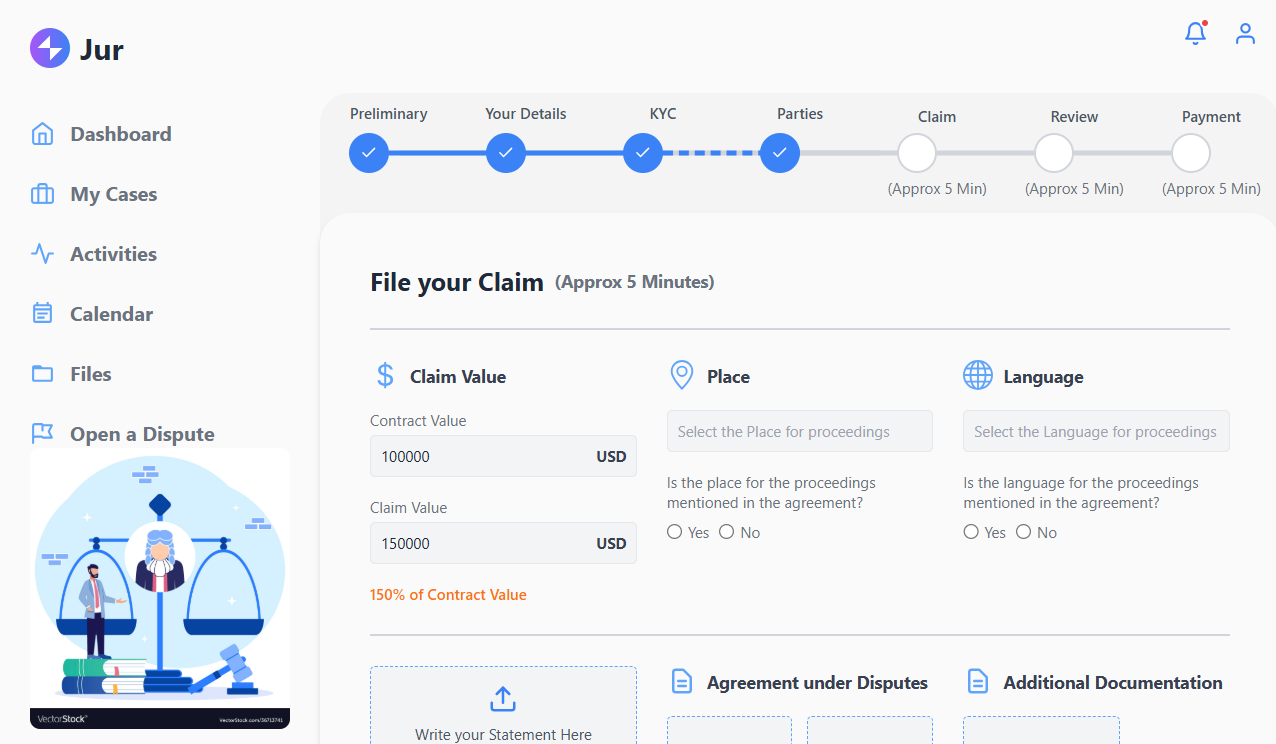 Jur
Dashboard
My Cases
Activities
Calendar
Files
Open a Dispute
VectorStock®
VectorStock.com/36713741
Preliminary
Your Details
KYC
Parties
Claim
Review
Payment
(Approx 5 Min)
(Approx 5 Min)
(Approx 5 Min)
File your Claim (Approx 5 Minutes)
Claim Value
Contract Value
100000 USD
Claim Value
150000 USD
150% of Contract Value
Place
Select the Place for proceedings
Is the place for the proceedings
mentioned in the agreement?
Yes No
Language
Select the Language for proceedings
Is the language for the proceedings
mentioned in the agreement?
Yes No
Write your Statement Here
Agreement under Disputes
Additional Documentation